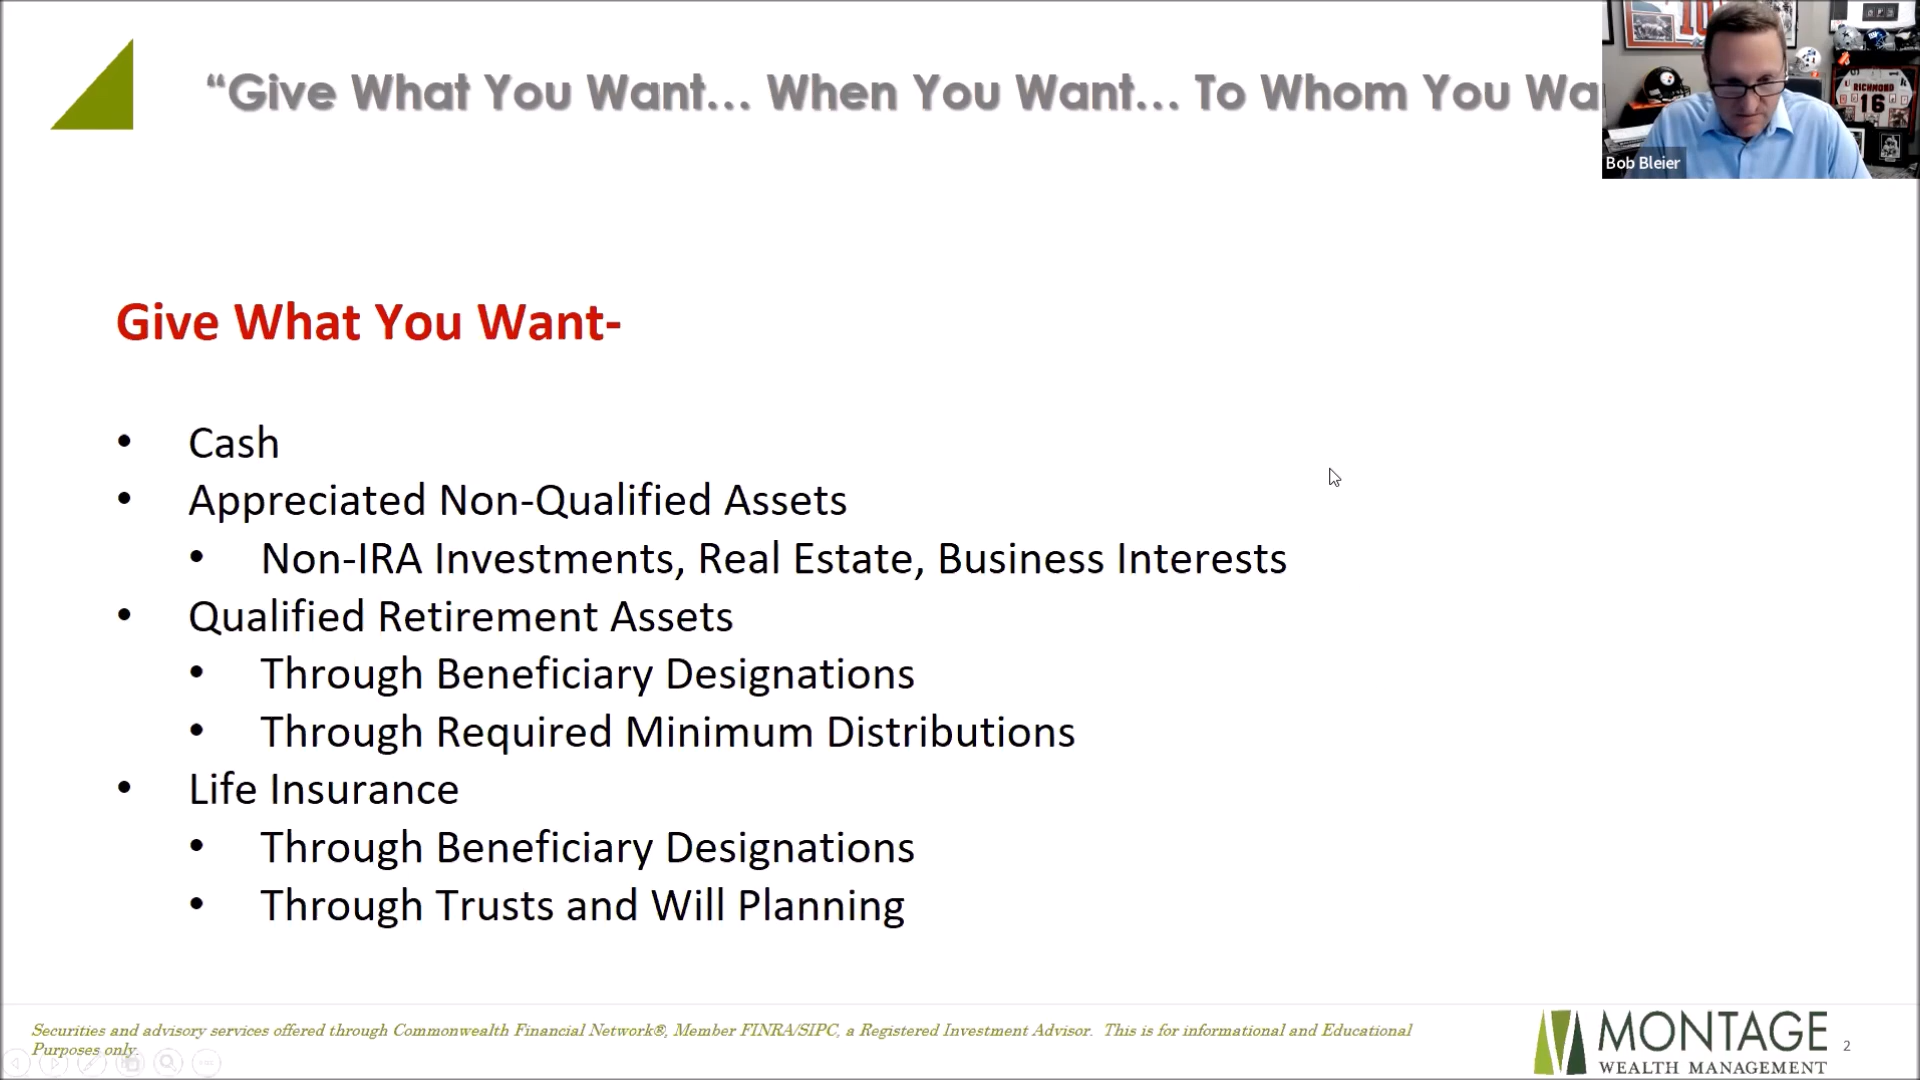 “Give What You Want... When You Want... To Whom You Wa
RICHMOND
16
Bob Bleier
Give What You Want-
• Cash
• Appreciated Non-Qualified Assets
• Non-IRA Investments, Real Estate, Business Interests
• Qualified Retirement Assets
• Through Beneficiary Designations
• Through Required Minimum Distributions
• Life Insurance
• Through Beneficiary Designations
• Through Trusts and Will Planning
Securities and advisory services offered through Commonwealth Financial Network®, Member FINRA/SIPC, a Registered Investment Advisor. This is for informational and Educational
Purposes only.
MONTAGE
WEALTH MANAGEMENT
2